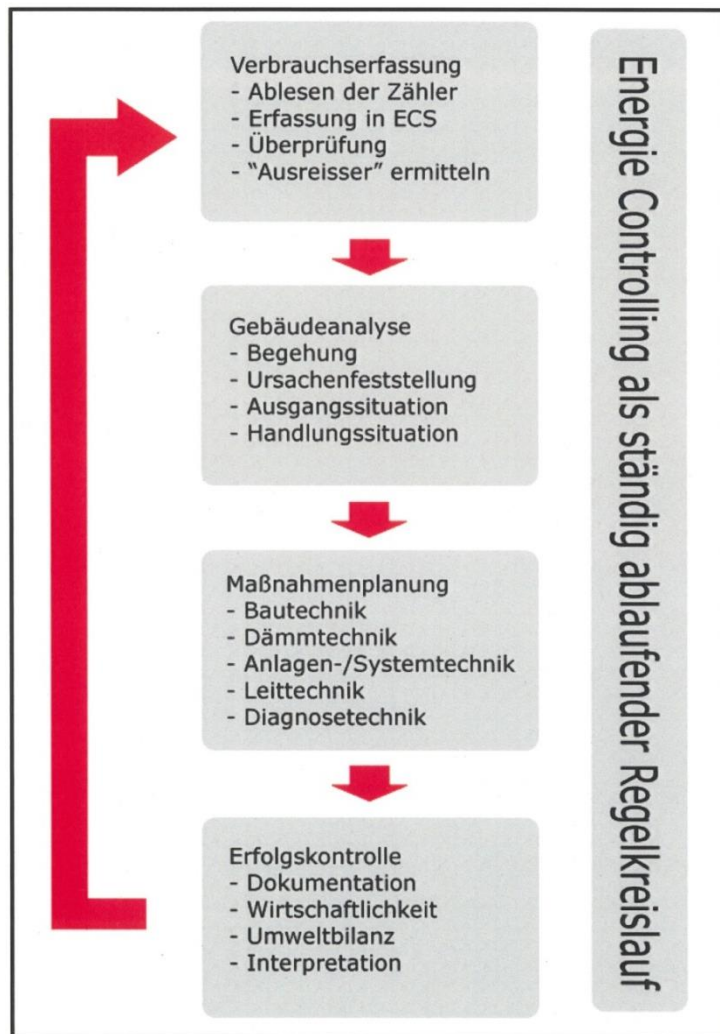 Verbrauchserfassung
- Ablesen der Zähler
- Erfassung in ECS
- Überprüfung
- "Ausreisser" ermitteln
Gebäudeanalyse
- Begehung
- Ursachenfeststellung
- Ausgangssituation
- Handlungssituation
Maßnahmenplanung
- Bautechnik
- Dämmtechnik
- Anlagen-/Systemtechnik
- Leittechnik
- Diagnosetechnik
Erfolgskontrolle
- Dokumentation
- Wirtschaftlichkeit
- Umweltbilanz
- Interpretation
Energie Controlling als ständig ablaufender Regelkreislauf